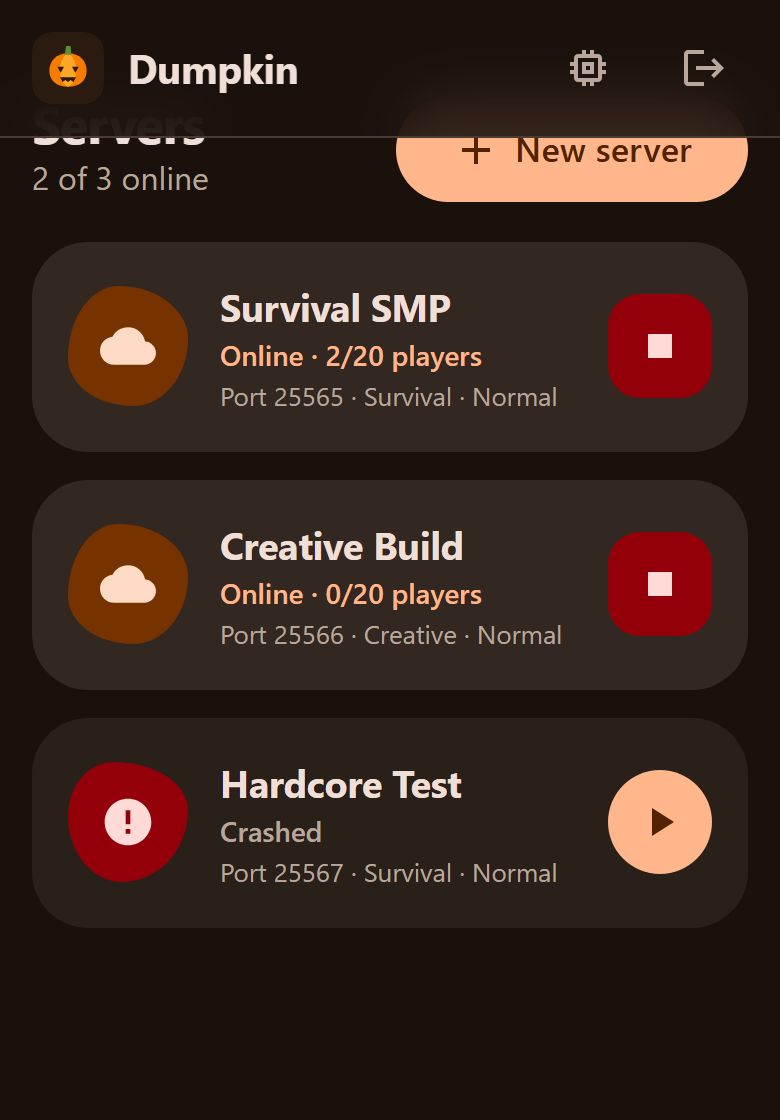 Dumpkin
Servers
New server
2 of 3 online
Survival SMP
Online · 2/20 players
Port 25565 · Survival · Normal
Creative Build
Online · 0/20 players
Port 25566 · Creative · Normal
Hardcore Test
Crashed
Port 25567 · Survival · Normal